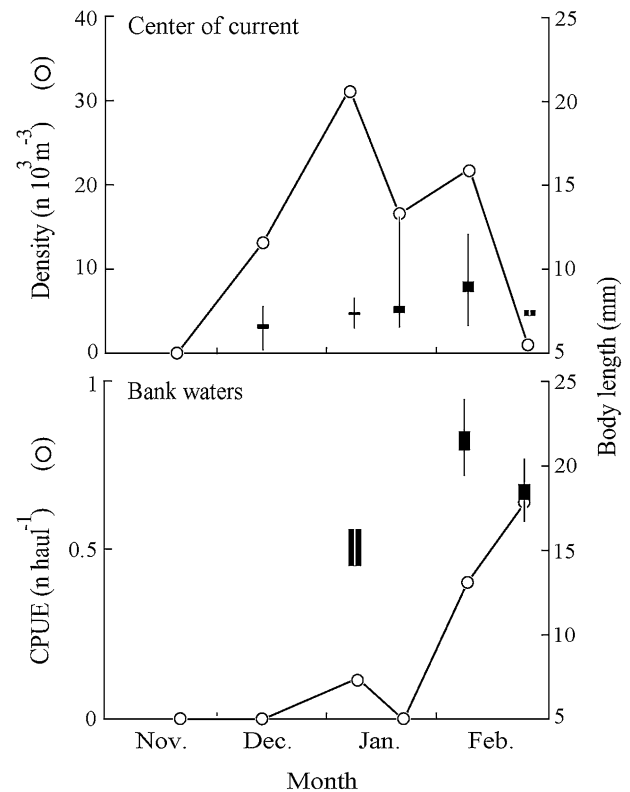 Center of current
Density (n 10³ m⁻³) (○)
40
30
20
10
0
25
20
15
10
5
Bank waters
CPUE (n haul⁻¹) (○)
1
0.5
0
25
20
15
10
5
Body length (mm)
Nov. Dec. Jan. Feb.
Month